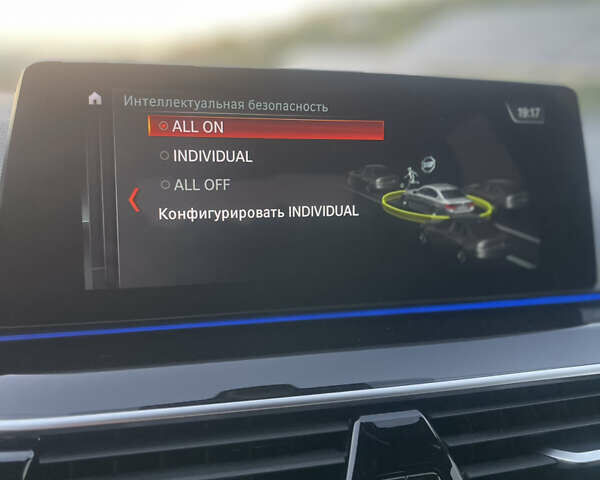 Интеллектуальная безопасность
19:17
ALL ON
INDIVIDUAL
ALL OFF
Конфигурировать INDIVIDUAL